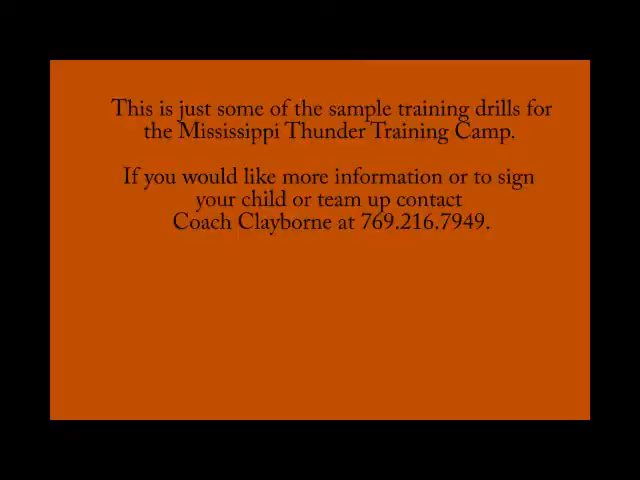 This is just some of the sample training drills for
the Mississippi Thunder Training Camp.
If you would like more information or to sign
your child or team up contact
Coach Clayborne at 769.216.7949.